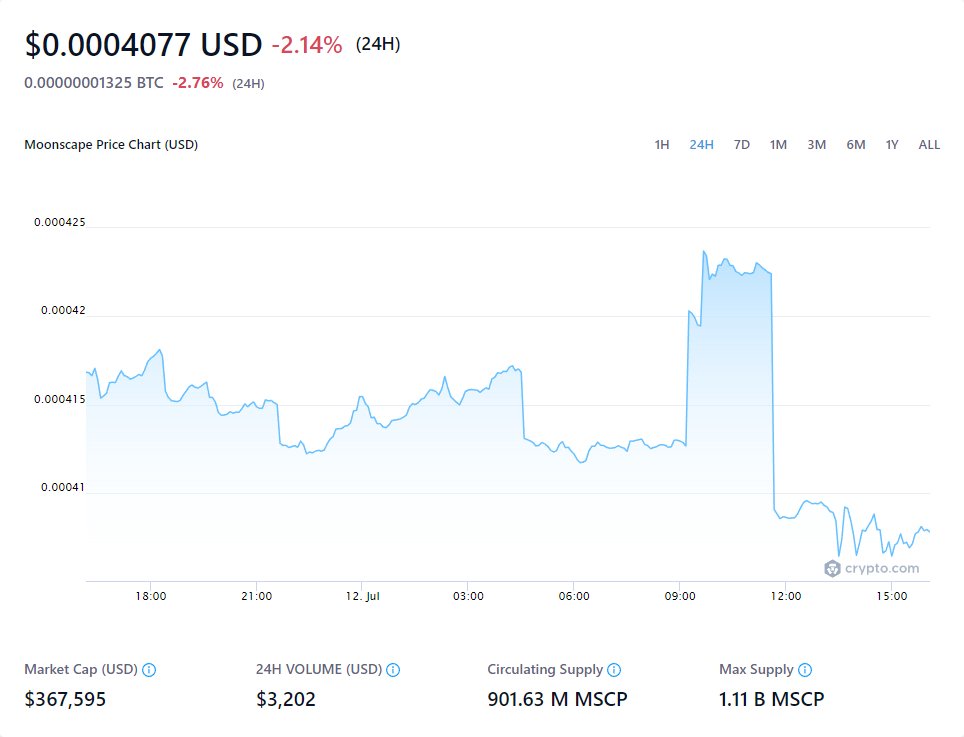 $0.0004077 USD -2.14% (24H)
0.00000001325 BTC -2.76% (24H)
Moonscape Price Chart (USD) 1H 24H 7D 1M 3M 6M 1Y ALL
0.000425
0.00042
0.000415
0.00041
crypto.com
18:00 21:00 12. Jul 03:00 06:00 09:00 12:00 15:00
Market Cap (USD) 24H VOLUME (USD) Circulating Supply Max Supply
$367,595 $3,202 901.63 M MSCP 1.11 B MSCP